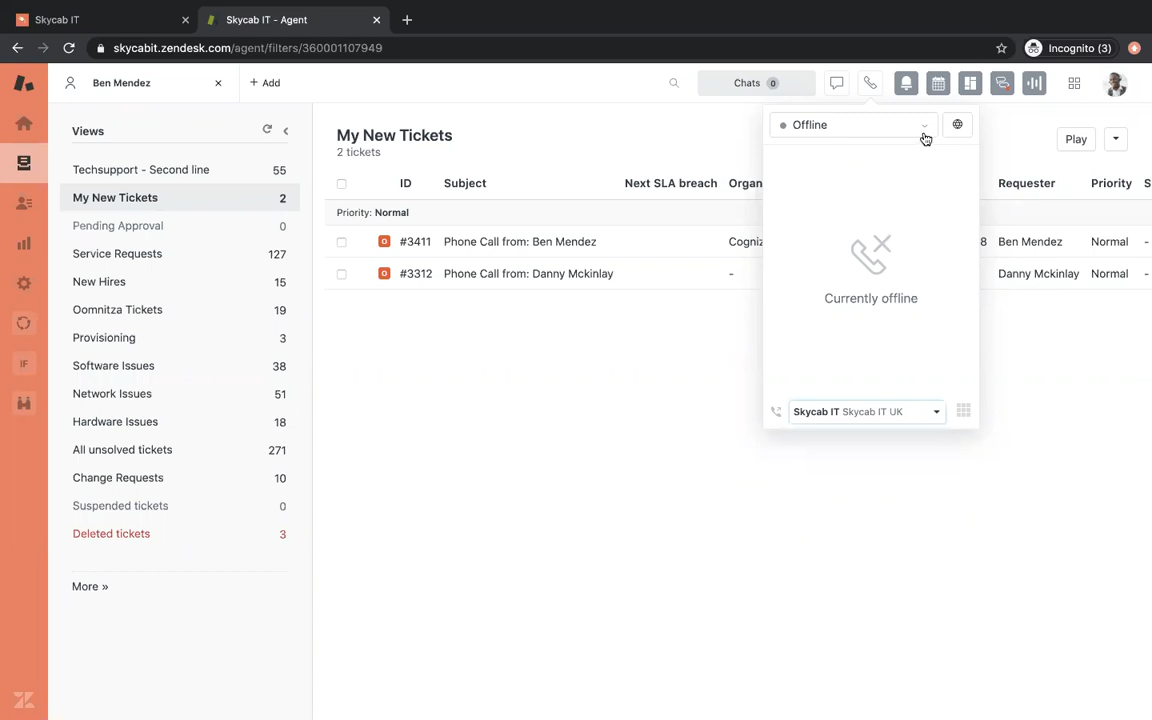 Skycab IT
Skycab IT - Agent
skycabit.zendesk.com/agent/filters/360001107949
Incognito (3)
Ben Mendez
+ Add
Chats 0
Views
Techsupport - Second line 55
My New Tickets 2
Pending Approval 0
Service Requests 127
New Hires 15
Oomnitza Tickets 19
Provisioning 3
Software Issues 38
Network Issues 51
Hardware Issues 18
All unsolved tickets 271
Change Requests 10
Suspended tickets 0
Deleted tickets 3
More »
IF
My New Tickets
2 tickets
Play
ID Subject Next SLA breach Organ Requester Priority S
Priority: Normal
O #3411 Phone Call from: Ben Mendez Cogniz 8 Ben Mendez Normal -
O #3312 Phone Call from: Danny Mckinlay - Danny Mckinlay Normal -
Offline
Currently offline
Skycab IT Skycab IT UK